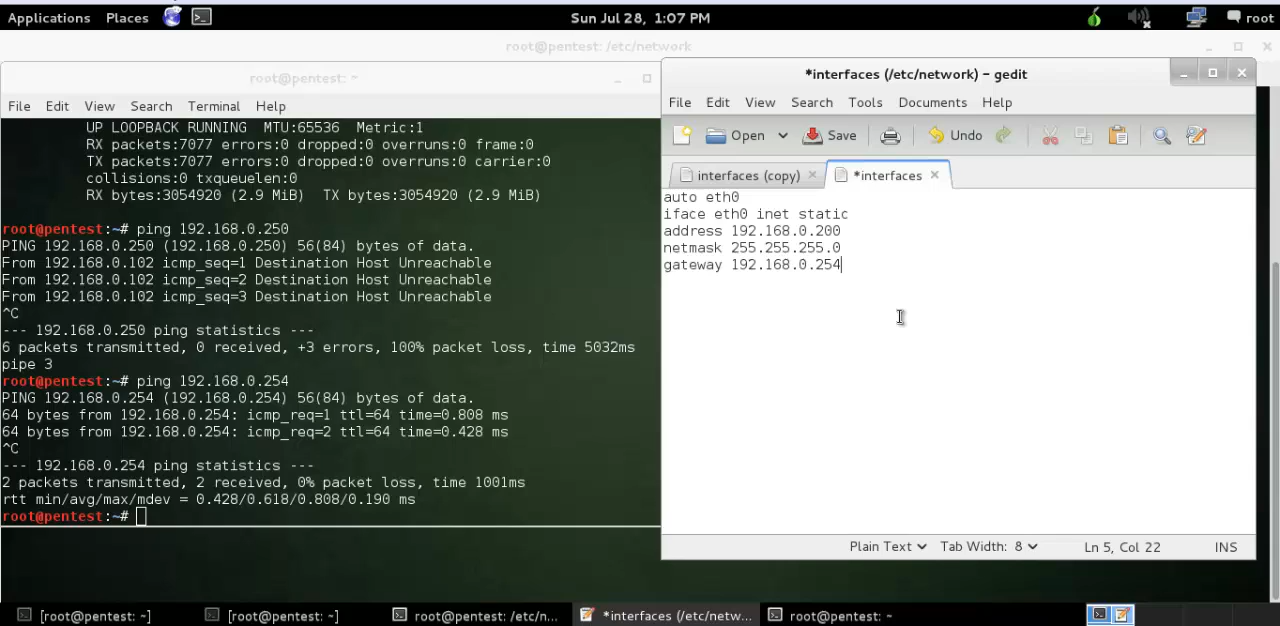 Applications Places Sun Jul 28, 1:07 PM root
root@pentest: /etc/network
root@pentest: ~
File Edit View Search Terminal Help
UP LOOPBACK RUNNING MTU:65536 Metric:1
RX packets:7077 errors:0 dropped:0 overruns:0 frame:0
TX packets:7077 errors:0 dropped:0 overruns:0 carrier:0
collisions:0 txqueuelen:0
RX bytes:3054920 (2.9 MiB) TX bytes:3054920 (2.9 MiB)
root@pentest:~# ping 192.168.0.250
PING 192.168.0.250 (192.168.0.250) 56(84) bytes of data.
From 192.168.0.102 icmp_seq=1 Destination Host Unreachable
From 192.168.0.102 icmp_seq=2 Destination Host Unreachable
From 192.168.0.102 icmp_seq=3 Destination Host Unreachable
^C
--- 192.168.0.250 ping statistics ---
6 packets transmitted, 0 received, +3 errors, 100% packet loss, time 5032ms
pipe 3
root@pentest:~# ping 192.168.0.254
PING 192.168.0.254 (192.168.0.254) 56(84) bytes of data.
64 bytes from 192.168.0.254: icmp_req=1 ttl=64 time=0.808 ms
64 bytes from 192.168.0.254: icmp_req=2 ttl=64 time=0.428 ms
^C
--- 192.168.0.254 ping statistics ---
2 packets transmitted, 2 received, 0% packet loss, time 1001ms
rtt min/avg/max/mdev = 0.428/0.618/0.808/0.190 ms
root@pentest:~#
*interfaces (/etc/network) - gedit
File Edit View Search Tools Documents Help
Open Save Undo
interfaces (copy) *interfaces
auto eth0
iface eth0 inet static
address 192.168.0.200
netmask 255.255.255.0
gateway 192.168.0.254
Plain Text Tab Width: 8 Ln 5, Col 22 INS
[root@pentest: ~] [root@pentest: ~] root@pentest: /etc/n... *interfaces (/etc/netw... root@pentest: ~